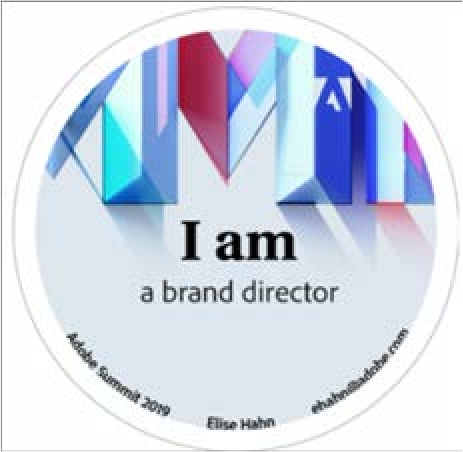 I am
a brand director
Adobe Summit 2019
Elise Hahn
ehahn@adobe.com